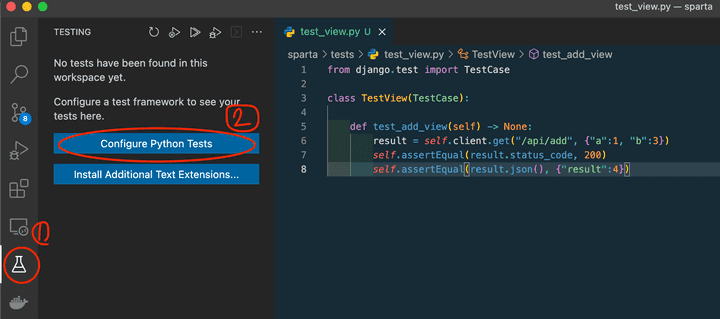 test_view.py — sparta
TESTING
No tests have been found in this
workspace yet.
Configure a test framework to see your
tests here.
2
Configure Python Tests
Install Additional Text Extensions...
8
1)
test_view.py U
sparta > tests > test_view.py > TestView > test_add_view
1 from django.test import TestCase
2
3 class TestView(TestCase):
4
5 def test_add_view(self) -> None:
6 result = self.client.get("/api/add", {"a":1, "b":3})
7 self.assertEqual(result.status_code, 200)
8 self.assertEqual(result.json(), {"result":4})